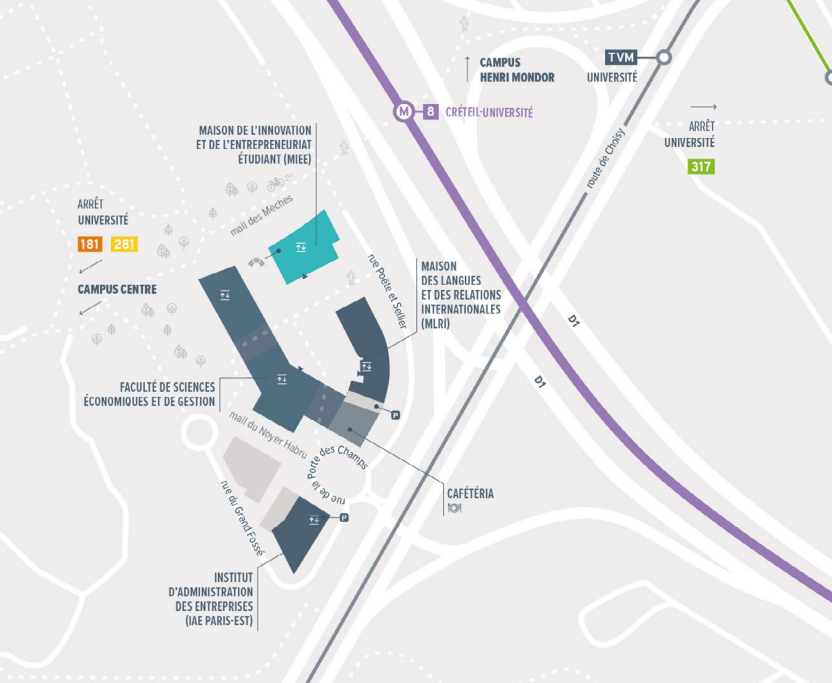 CAMPUS
HENRI MONDOR
TVM
UNIVERSITÉ
M
8
CRÉTEIL-UNIVERSITÉ
ARRÊT
UNIVERSITÉ
317
route de Choisy
MAISON DE L'INNOVATION
ET DE L'ENTREPRENEURIAT
ÉTUDIANT (MIEE)
ARRÊT
UNIVERSITÉ
181
281
CAMPUS CENTRE
mail des Mèches
rue Poëte et Sellier
MAISON
DES LANGUES
ET DES RELATIONS
INTERNATIONALES
(MLRI)
D1
D1
FACULTÉ DE SCIENCES
ÉCONOMIQUES ET DE GESTION
P
mail du Noyer Habru
rue de la Porte des Champs
CAFÉTÉRIA
rue du Grand Fossé
P
INSTITUT
D'ADMINISTRATION
DES ENTREPRISES
(IAE PARIS-EST)